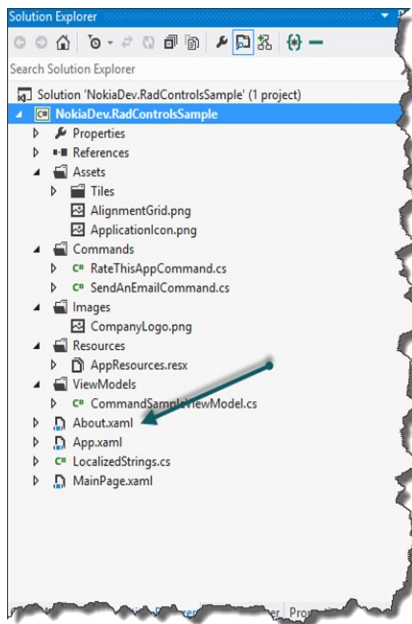 Solution Explorer
Search Solution Explorer
Solution 'NokiaDev.RadControlsSample' (1 project)
C# NokiaDev.RadControlsSample
Properties
References
Assets
Tiles
AlignmentGrid.png
ApplicationIcon.png
Commands
C# RateThisAppCommand.cs
C# SendAnEmailCommand.cs
Images
CompanyLogo.png
Resources
AppResources.resx
ViewModels
C# CommandSampleViewModel.cs
About.xaml
App.xaml
C# LocalizedStrings.cs
MainPage.xaml